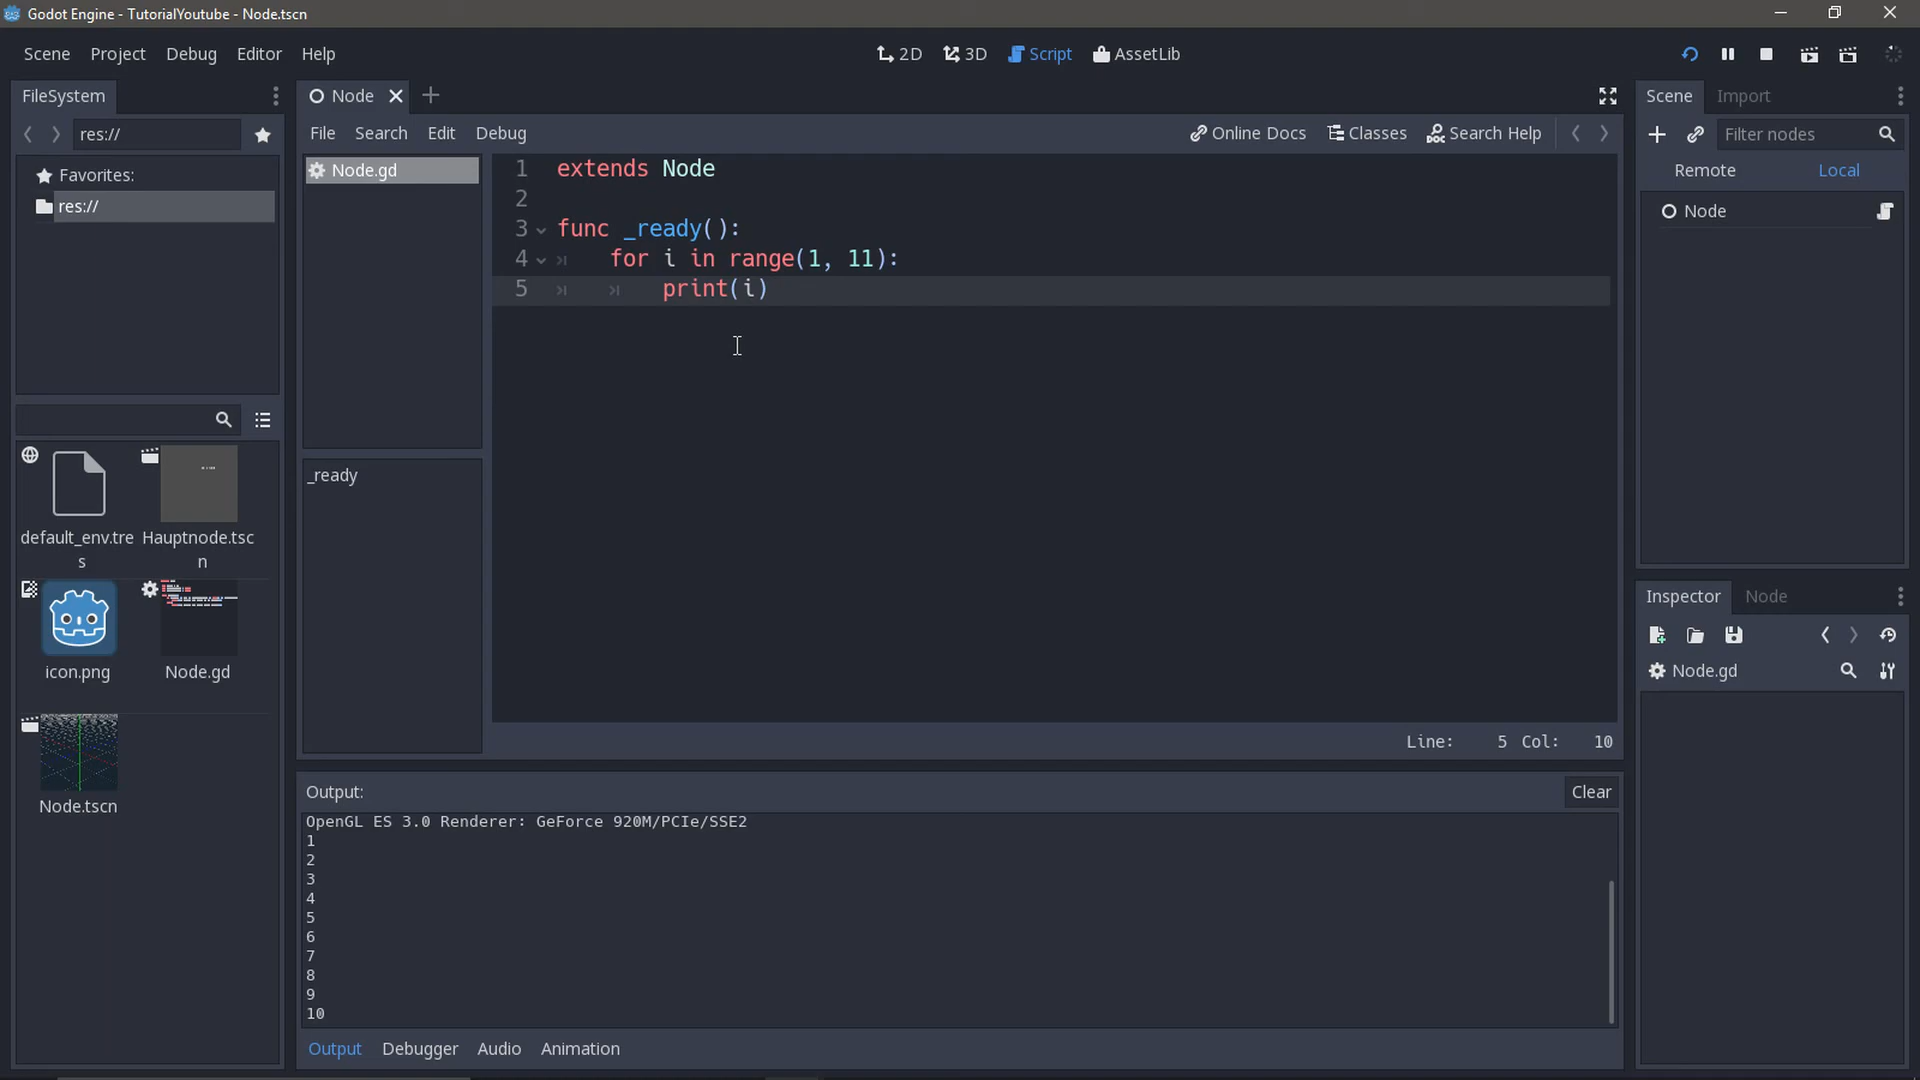 Godot Engine - TutorialYoutube - Node.tscn
Scene Project Debug Editor Help
2D 3D Script AssetLib
FileSystem
res://
Favorites:
res://
default_env.tre
s
Hauptnode.tsc
n
icon.png
Node.gd
Node.tscn
Node
File Search Edit Debug
Online Docs Classes Search Help
Node.gd
_ready
1 extends Node
2
3 func _ready():
4 for i in range(1, 11):
5 print(i)
Line: 5 Col: 10
Output:
Clear
OpenGL ES 3.0 Renderer: GeForce 920M/PCIe/SSE2
1
2
3
4
5
6
7
8
9
10
Output Debugger Audio Animation
Scene Import
Filter nodes
Remote Local
Node
Inspector Node
Node.gd